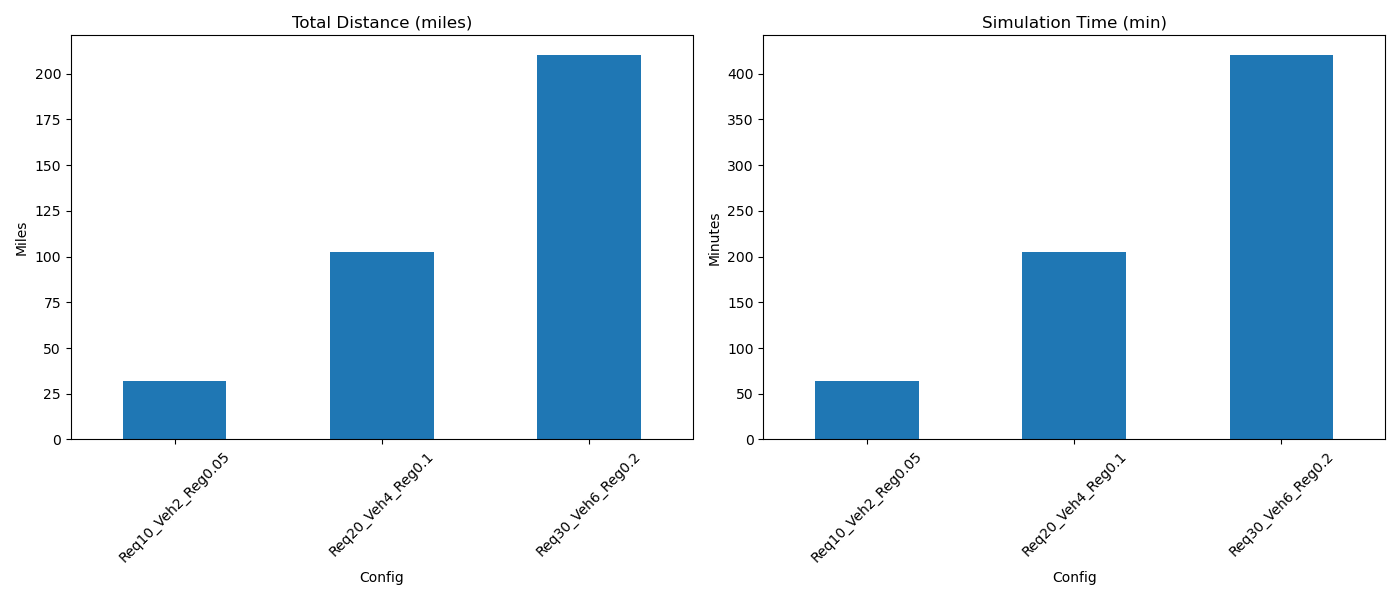 Total Distance (miles)
200
175
150
125
100
75
50
25
0
Miles
Req10_Veh2_Reg0.05
Req20_Veh4_Reg0.1
Req30_Veh6_Reg0.2
Config
Simulation Time (min)
400
350
300
250
200
150
100
50
0
Minutes
Req10_Veh2_Reg0.05
Req20_Veh4_Reg0.1
Req30_Veh6_Reg0.2
Config